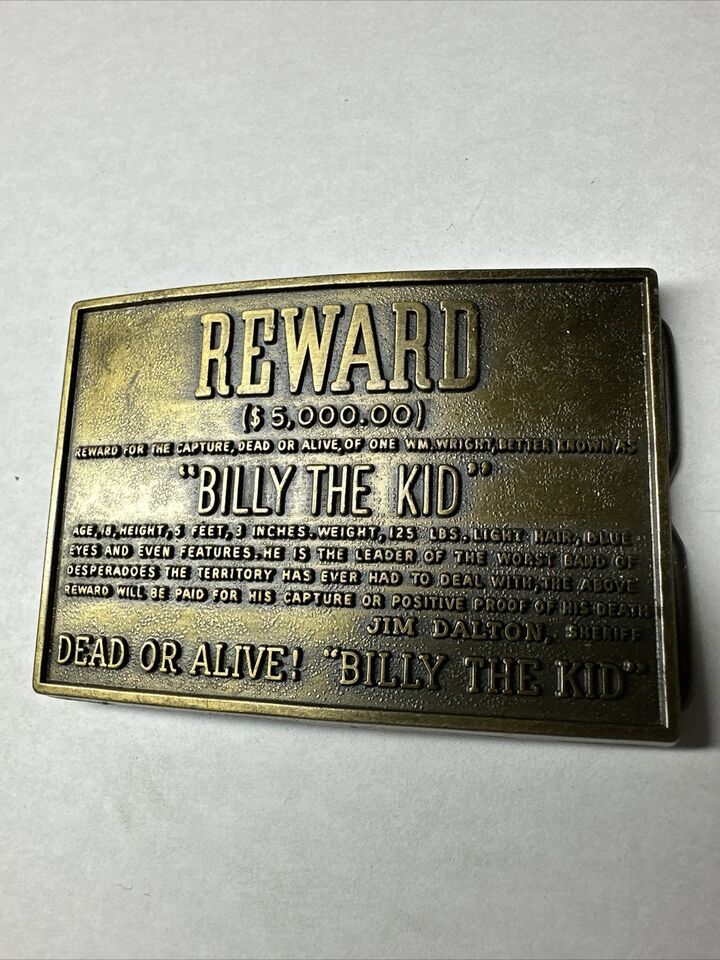 REWARD
($5,000.00)
REWARD FOR THE CAPTURE, DEAD OR ALIVE, OF ONE WM. WRIGHT, BETTER KNOWN AS
"BILLY THE KID"
AGE, 18, HEIGHT, 5 FEET, 3 INCHES. WEIGHT, 125 LBS. LIGHT HAIR, BLUE
EYES AND EVEN FEATURES. HE IS THE LEADER OF THE WORST BAND OF
DESPERADOES THE TERRITORY HAS EVER HAD TO DEAL WITH, THE ABOVE
REWARD WILL BE PAID FOR HIS CAPTURE OR POSITIVE PROOF OF HIS DEATH
JIM DALTON, SHERIFF
DEAD OR ALIVE! "BILLY THE KID"